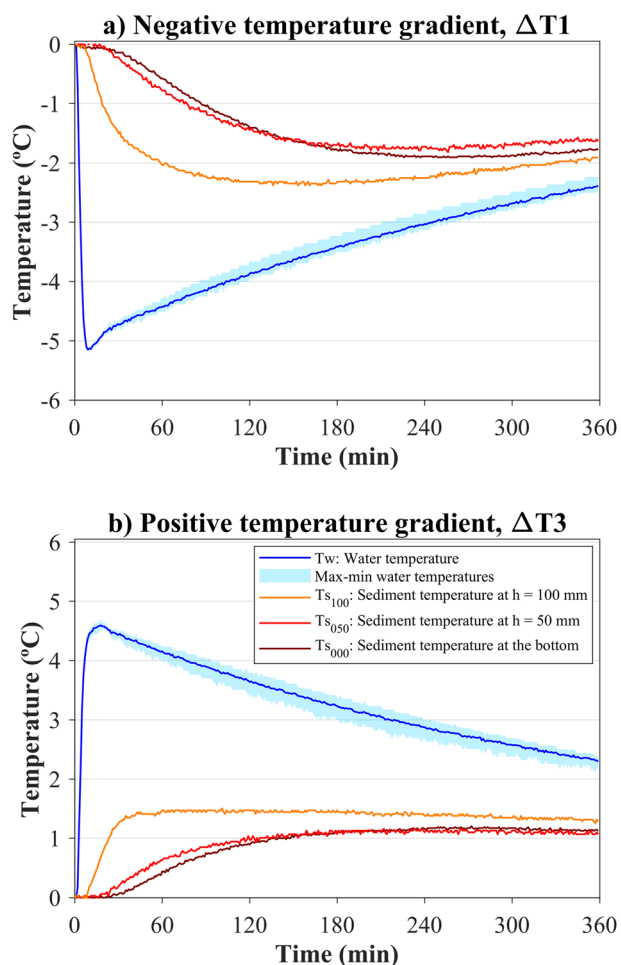 a) Negative temperature gradient, ΔT1
0
-1
-2
-3
-4
-5
-6
Temperature (ºC)
0 60 120 180 240 300 360
Time (min)
b) Positive temperature gradient, ΔT3
6
5
4
3
2
1
0
Temperature (ºC)
Tw: Water temperature
Max-min water temperatures
Ts100: Sediment temperature at h = 100 mm
Ts050: Sediment temperature at h = 50 mm
Ts000: Sediment temperature at the bottom
0 60 120 180 240 300 360
Time (min)